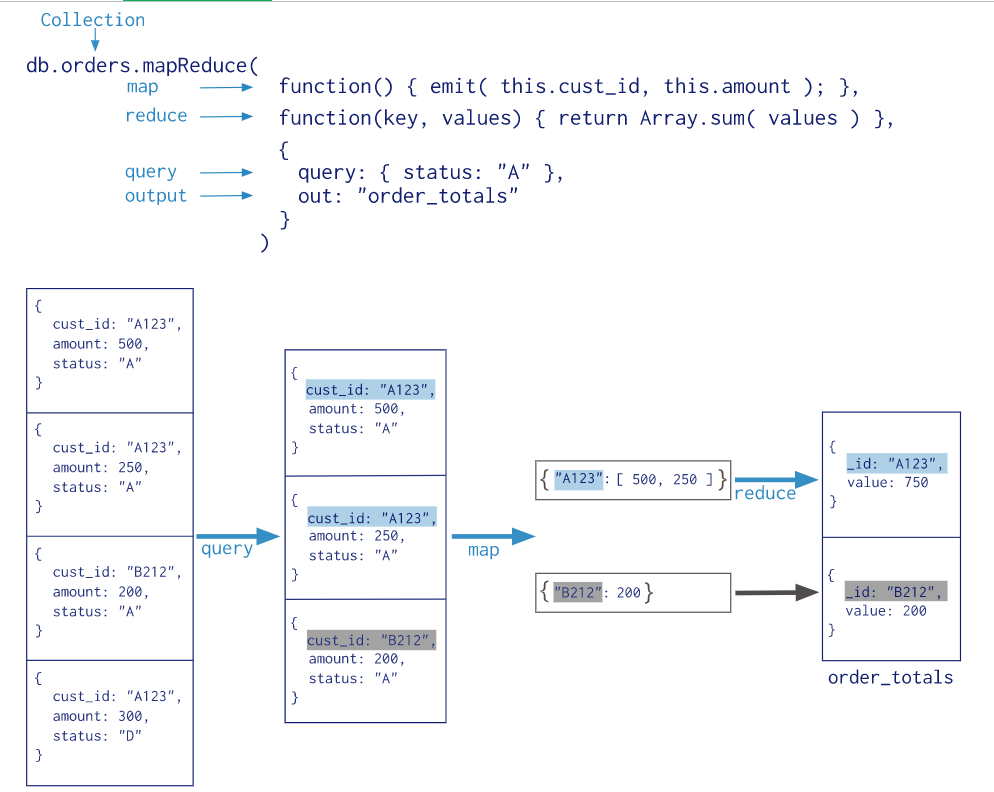 Collection
db.orders.mapReduce(
map function() { emit( this.cust_id, this.amount ); },
reduce function(key, values) { return Array.sum( values ) },
{
query query: { status: "A" },
output out: "order_totals"
}
)
{
cust_id: "A123",
amount: 500,
status: "A"
}
{
cust_id: "A123",
amount: 250,
status: "A"
}
{
cust_id: "B212",
amount: 200,
status: "A"
}
{
cust_id: "A123",
amount: 300,
status: "D"
}
query
{
cust_id: "A123",
amount: 500,
status: "A"
}
{
cust_id: "A123",
amount: 250,
status: "A"
}
{
cust_id: "B212",
amount: 200,
status: "A"
}
map
{"A123": [ 500, 250 ]}
{"B212": 200}
reduce
{
_id: "A123",
value: 750
}
{
_id: "B212",
value: 200
}
order_totals